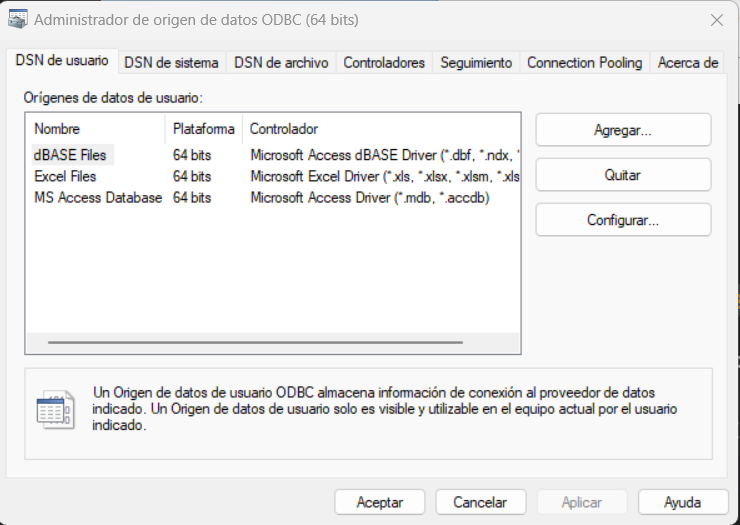 Administrador de origen de datos ODBC (64 bits)
DSN de usuario DSN de sistema DSN de archivo Controladores Seguimiento Connection Pooling Acerca de
Orígenes de datos de usuario:
Nombre Plataforma Controlador
dBASE Files 64 bits Microsoft Access dBASE Driver (*.dbf, *.ndx, *
Excel Files 64 bits Microsoft Excel Driver (*.xls, *.xlsx, *.xlsm, *.xls
MS Access Database 64 bits Microsoft Access Driver (*.mdb, *.accdb)
Agregar...
Quitar
Configurar...
Un Origen de datos de usuario ODBC almacena información de conexión al proveedor de datos
indicado. Un Origen de datos de usuario solo es visible y utilizable en el equipo actual por el usuario
indicado.
Aceptar Cancelar Aplicar Ayuda